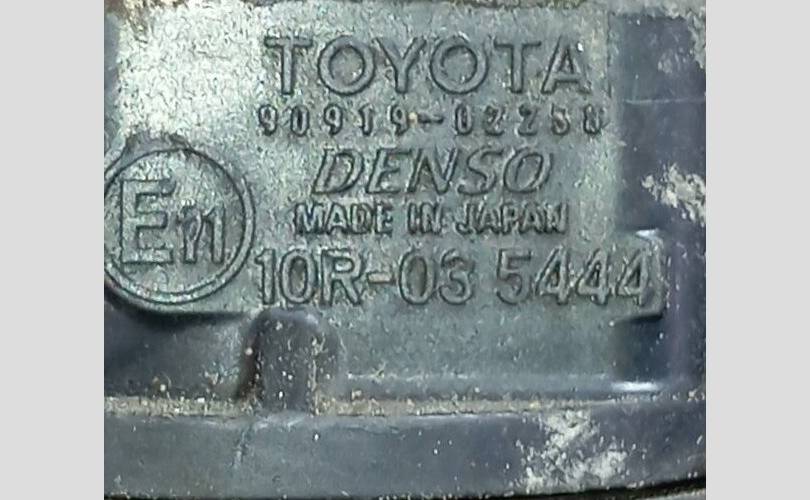 TOYOTA
90919-02258
DENSO
MADE IN JAPAN
E11
10R-03 5444